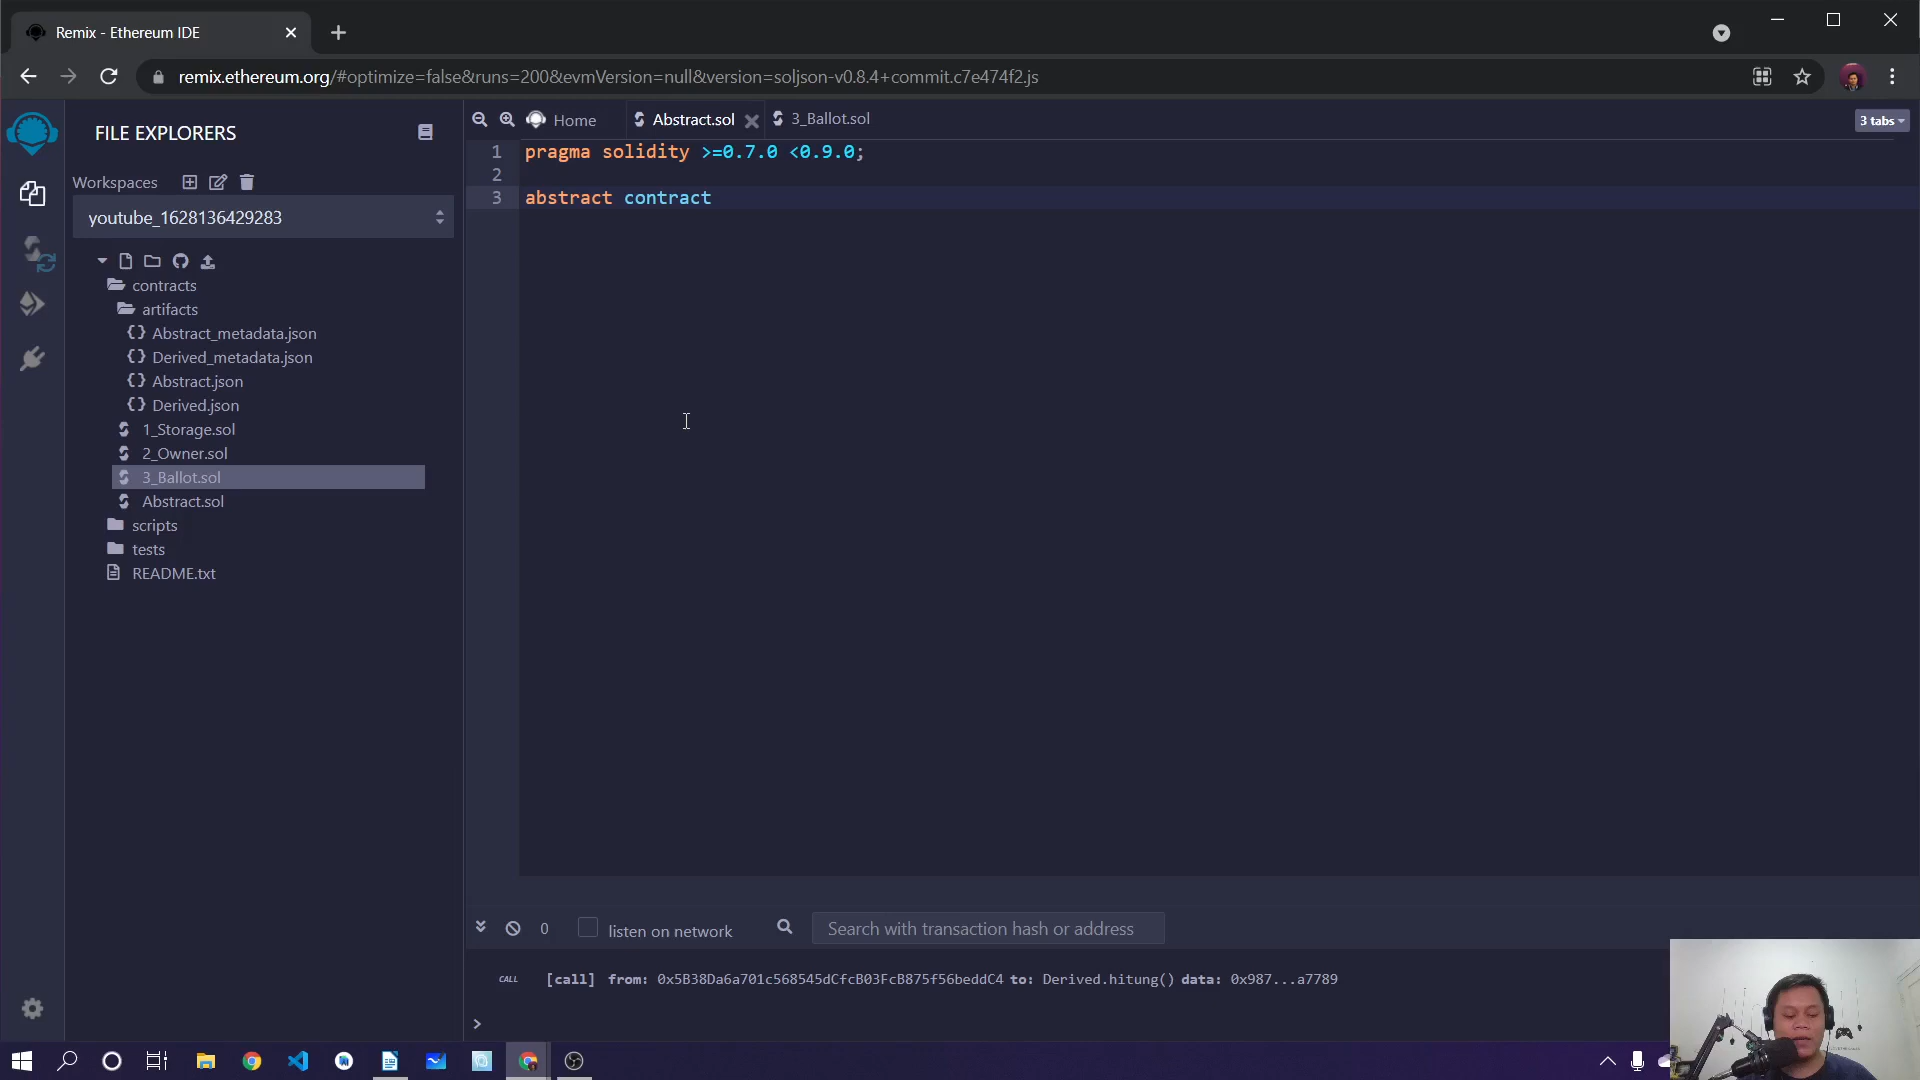 Remix - Ethereum IDE
remix.ethereum.org/#optimize=false&runs=200&evmVersion=null&version=soljson-v0.8.4+commit.c7e474f2.js
FILE EXPLORERS
Workspaces
youtube_1628136429283
contracts
artifacts
Abstract_metadata.json
Derived_metadata.json
Abstract.json
Derived.json
1_Storage.sol
2_Owner.sol
3_Ballot.sol
Abstract.sol
scripts
tests
README.txt
Home
Abstract.sol
3_Ballot.sol
3 tabs
1 pragma solidity >=0.7.0 <0.9.0;
2
3 abstract contract
0
listen on network
Search with transaction hash or address
CALL [call] from: 0x5B38Da6a701c568545dCfcB03FcB875f56beddC4 to: Derived.hitung() data: 0x987...a7789
>